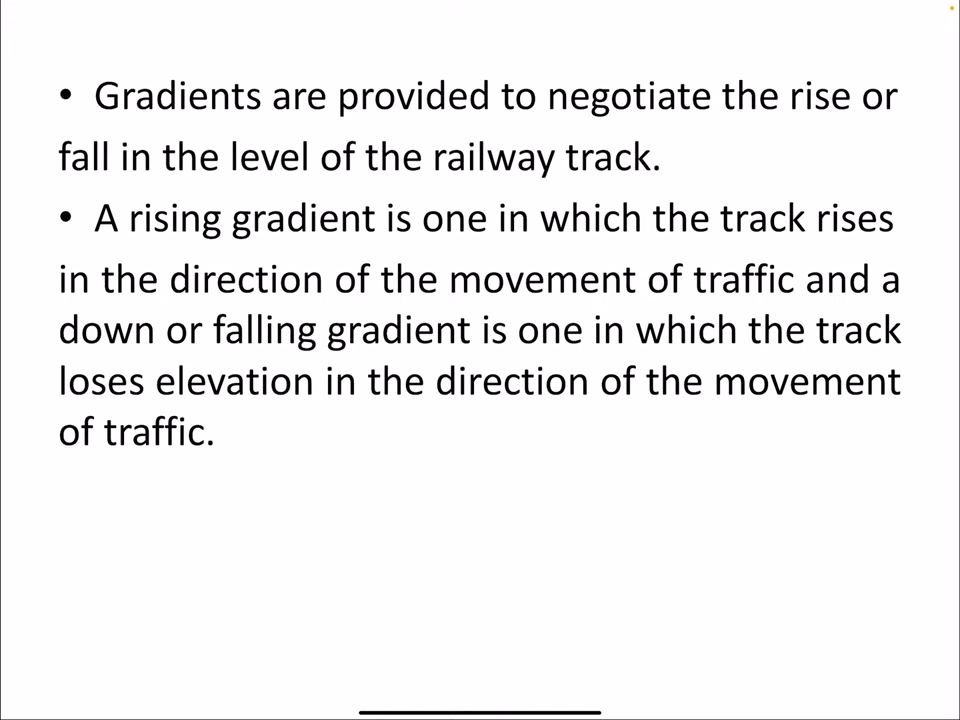 • Gradients are provided to negotiate the rise or
fall in the level of the railway track.
• A rising gradient is one in which the track rises
in the direction of the movement of traffic and a
down or falling gradient is one in which the track
loses elevation in the direction of the movement
of traffic.